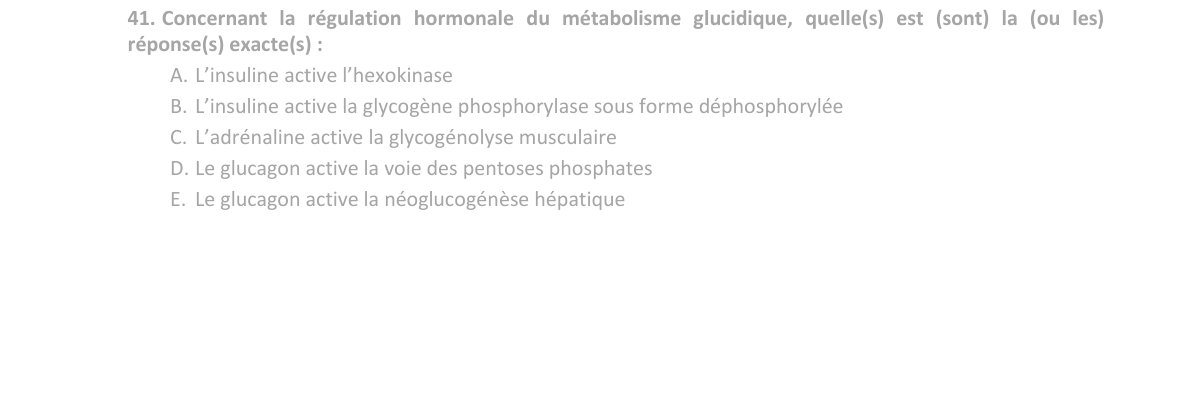 41. Concernant la régulation hormonale du métabolisme glucidique, quelle(s) est (sont) la (ou les)
réponse(s) exacte(s) :
A. L’insuline active l’hexokinase
B. L’insuline active la glycogène phosphorylase sous forme déphosphorylée
C. L’adrénaline active la glycogénolyse musculaire
D. Le glucagon active la voie des pentoses phosphates
E. Le glucagon active la néoglucogénèse hépatique